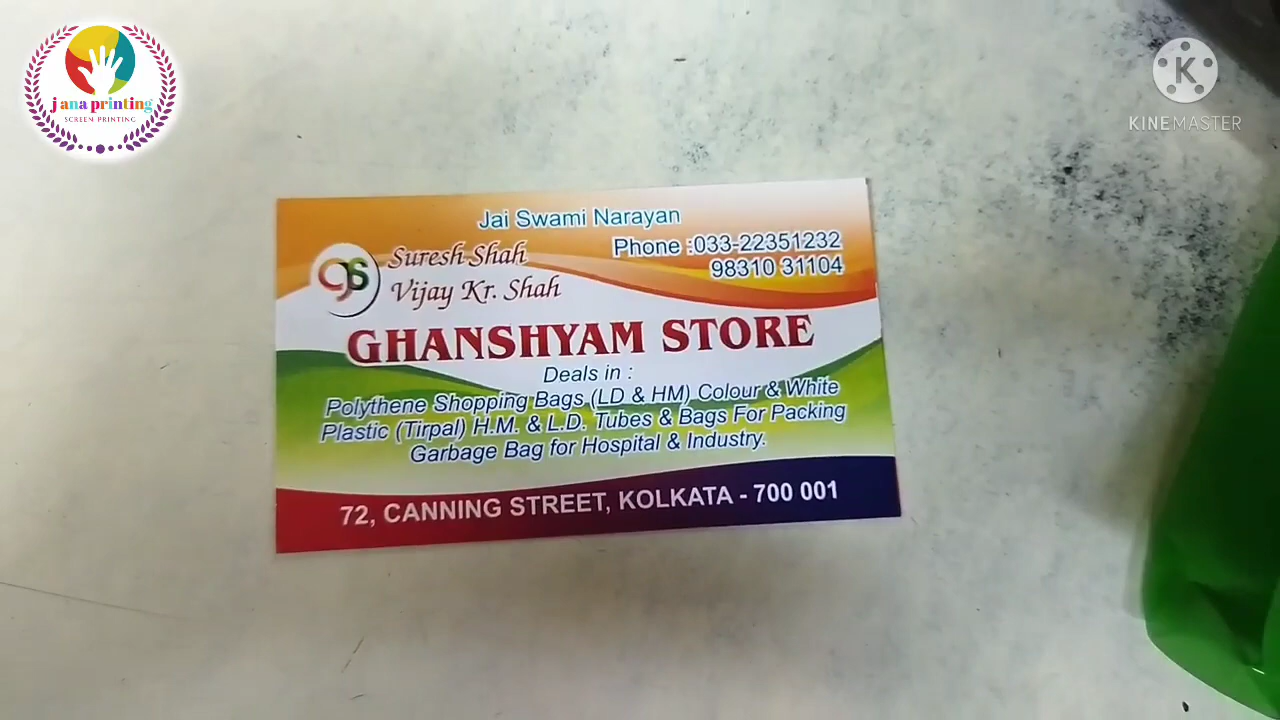 jana printing
SCREEN PRINTING
K
KINEMASTER
Jai Swami Narayan
gs
Suresh Shah
Vijay Kr. Shah
Phone :033-22351232
98310 31104
GHANSHYAM STORE
Deals in :
Polythene Shopping Bags (LD & HM) Colour & White
Plastic (Tirpal) H.M. & L.D. Tubes & Bags For Packing
Garbage Bag for Hospital & Industry.
72, CANNING STREET, KOLKATA - 700 001